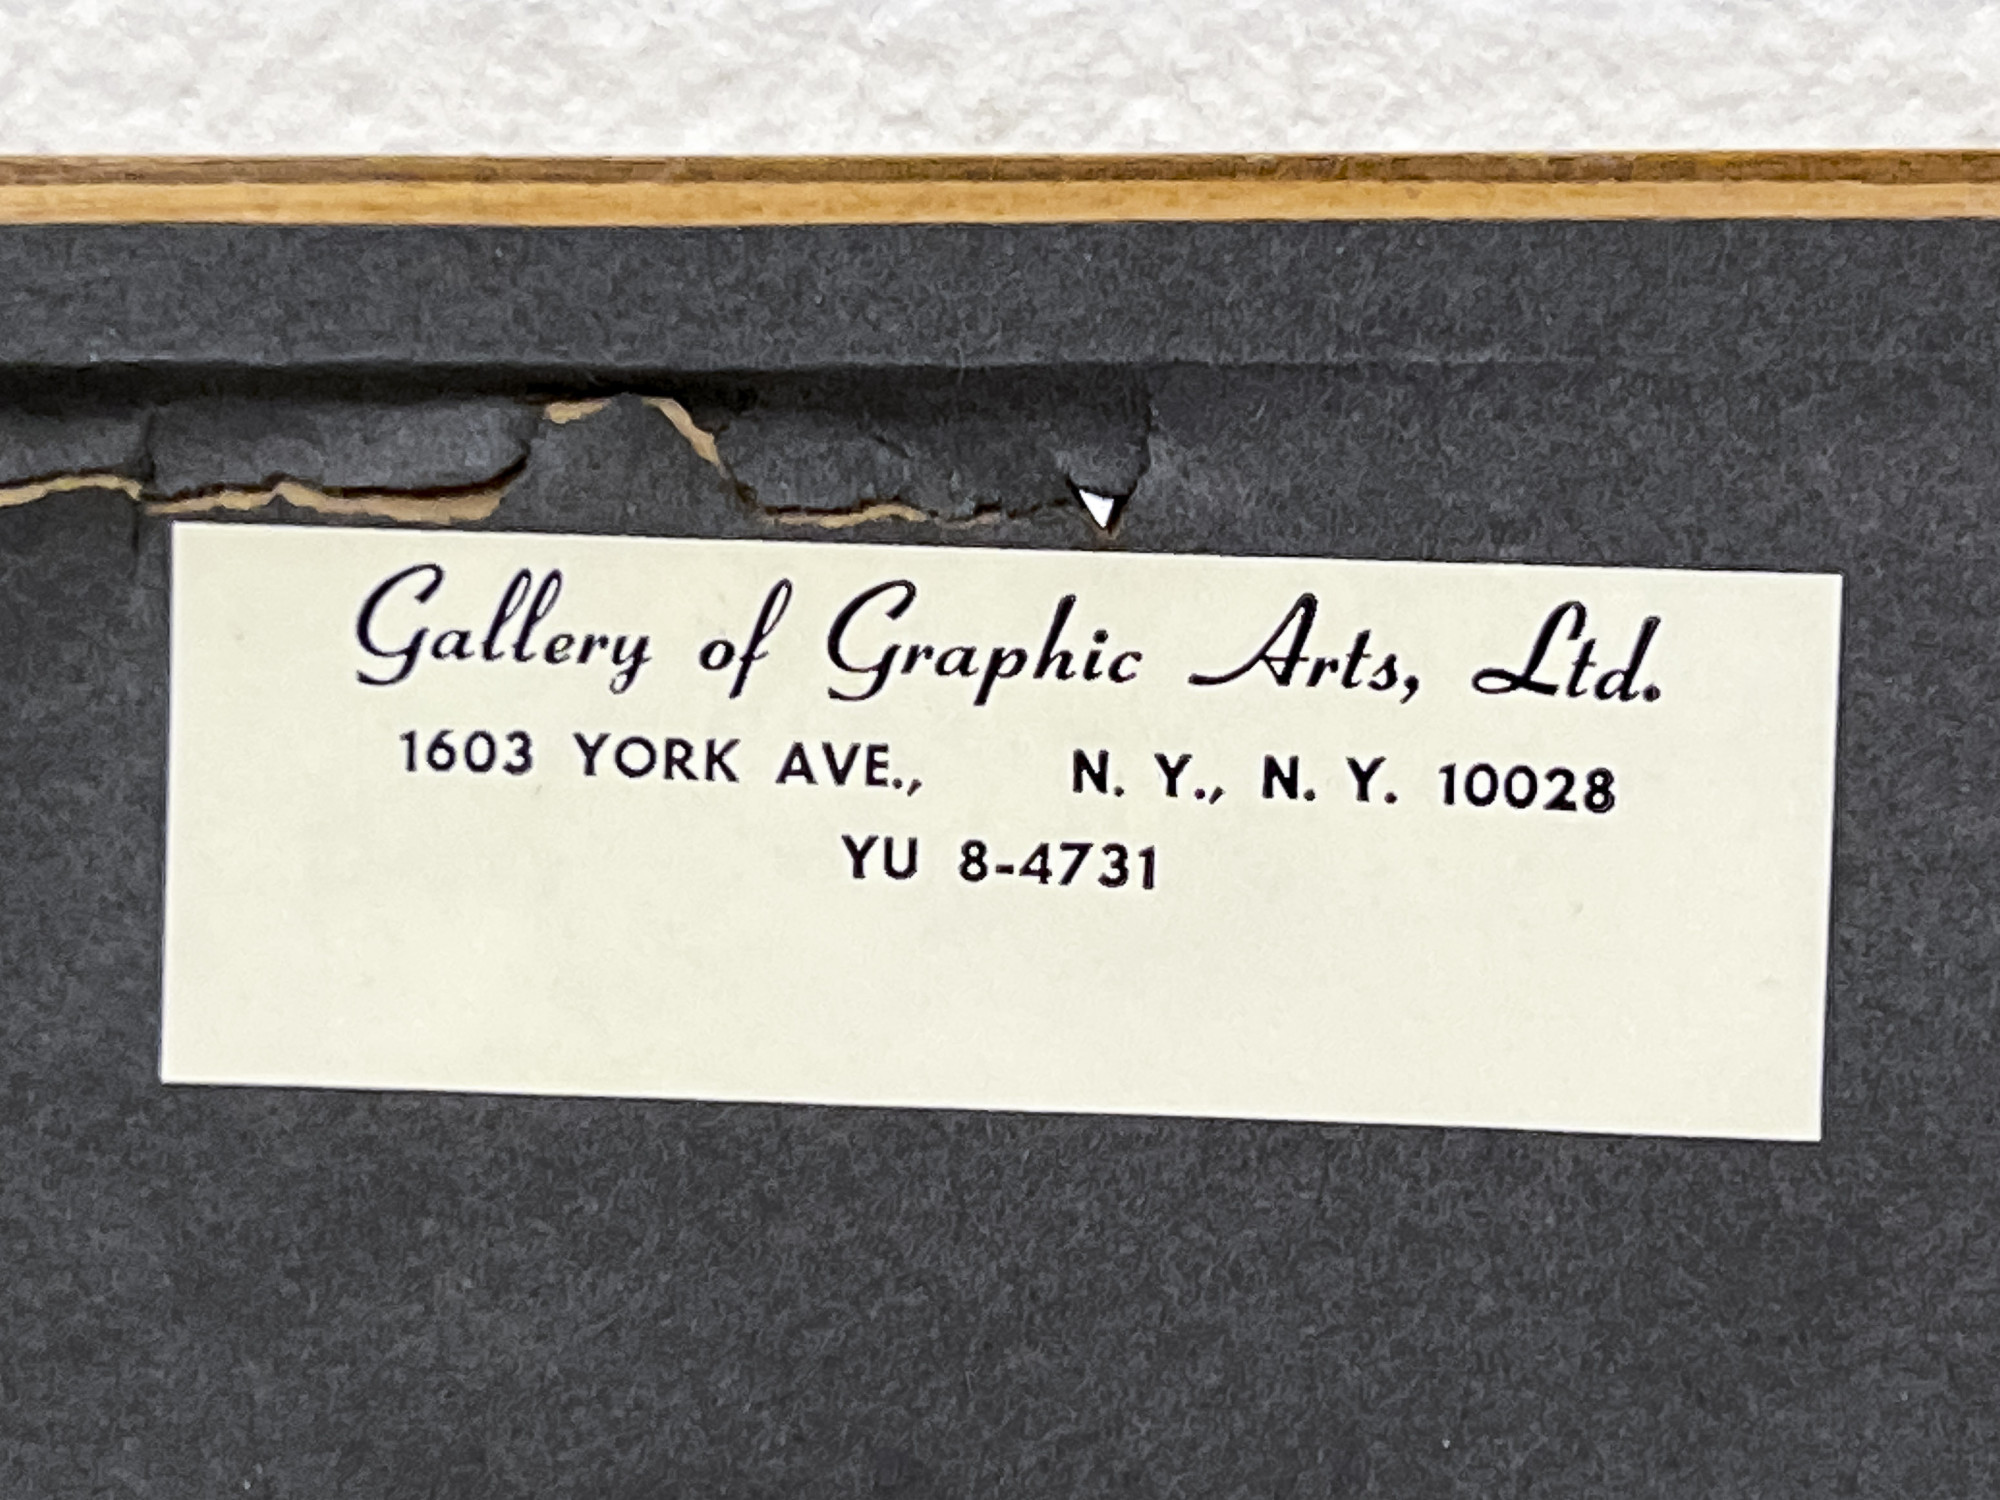 Gallery of Graphic Arts, Ltd.
1603 YORK AVE., N. Y., N. Y. 10028
YU 8-4731